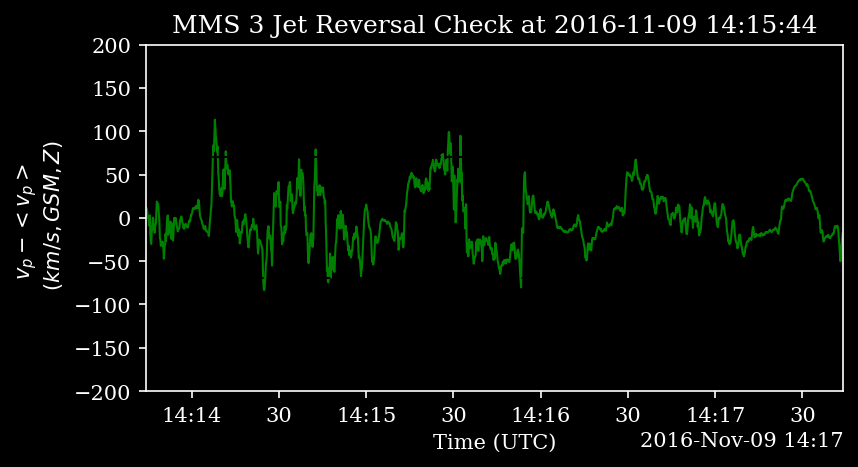 MMS 3 Jet Reversal Check at 2016-11-09 14:15:44
200
150
100
50
0
−50
−100
−150
−200
v_p − < v_p >
(km/s, GSM, Z)
14:14 30 14:15 30 14:16 30 14:17 30
Time (UTC)
2016-Nov-09 14:17